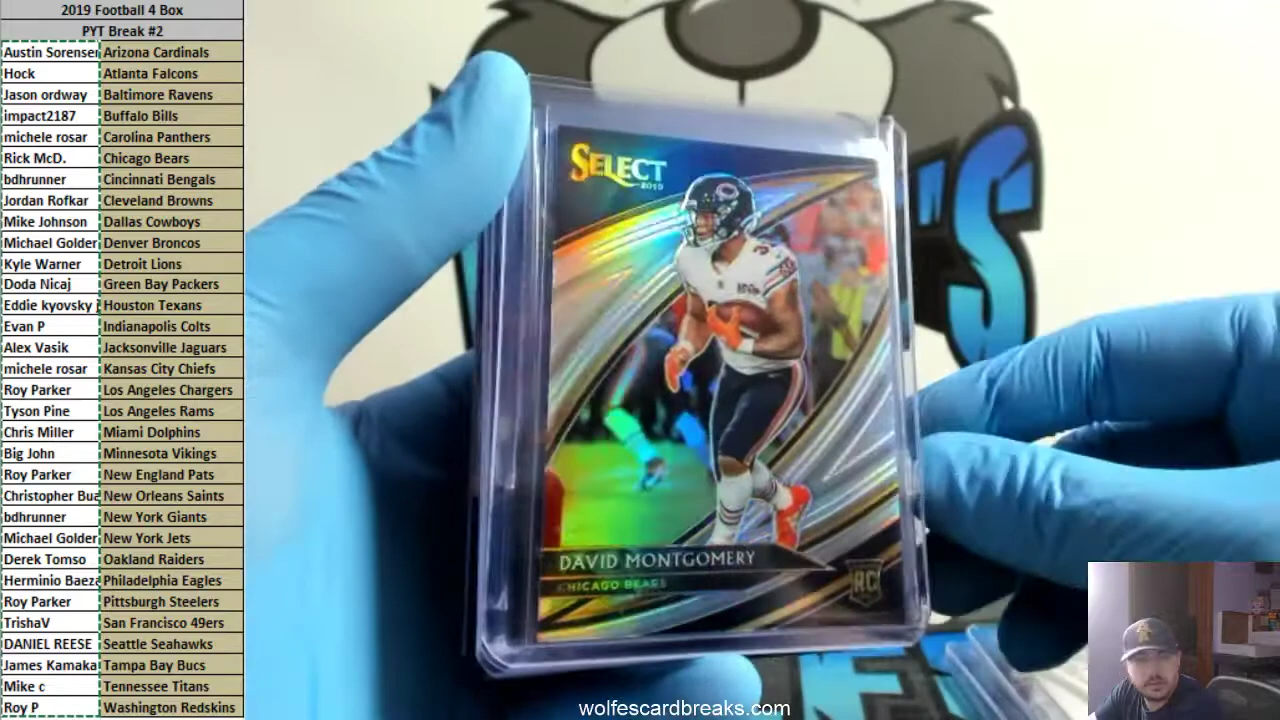 2019 Football 4 Box
PYT Break #2
Austin Sorensen Arizona Cardinals
Hock Atlanta Falcons
Jason ordway Baltimore Ravens
impact2187 Buffalo Bills
michele rosar Carolina Panthers
Rick McD. Chicago Bears
bdhrunner Cincinnati Bengals
Jordan Rofkar Cleveland Browns
Mike Johnson Dallas Cowboys
Michael Golder Denver Broncos
Kyle Warner Detroit Lions
Doda Nicaj Green Bay Packers
Eddie kyovsky j Houston Texans
Evan P Indianapolis Colts
Alex Vasik Jacksonville Jaguars
michele rosar Kansas City Chiefs
Roy Parker Los Angeles Chargers
Tyson Pine Los Angeles Rams
Chris Miller Miami Dolphins
Big John Minnesota Vikings
Roy Parker New England Pats
Christopher Bua New Orleans Saints
bdhrunner New York Giants
Michael Golder New York Jets
Derek Tomso Oakland Raiders
Herminio Baeza Philadelphia Eagles
Roy Parker Pittsburgh Steelers
TrishaV San Francisco 49ers
DANIEL REESE Seattle Seahawks
James Kamaka Tampa Bay Bucs
Mike c Tennessee Titans
Roy P Washington Redskins
SELECT
2019
DAVID MONTGOMERY
CHICAGO BEARS
RC
'S
wolfescardbreaks.com